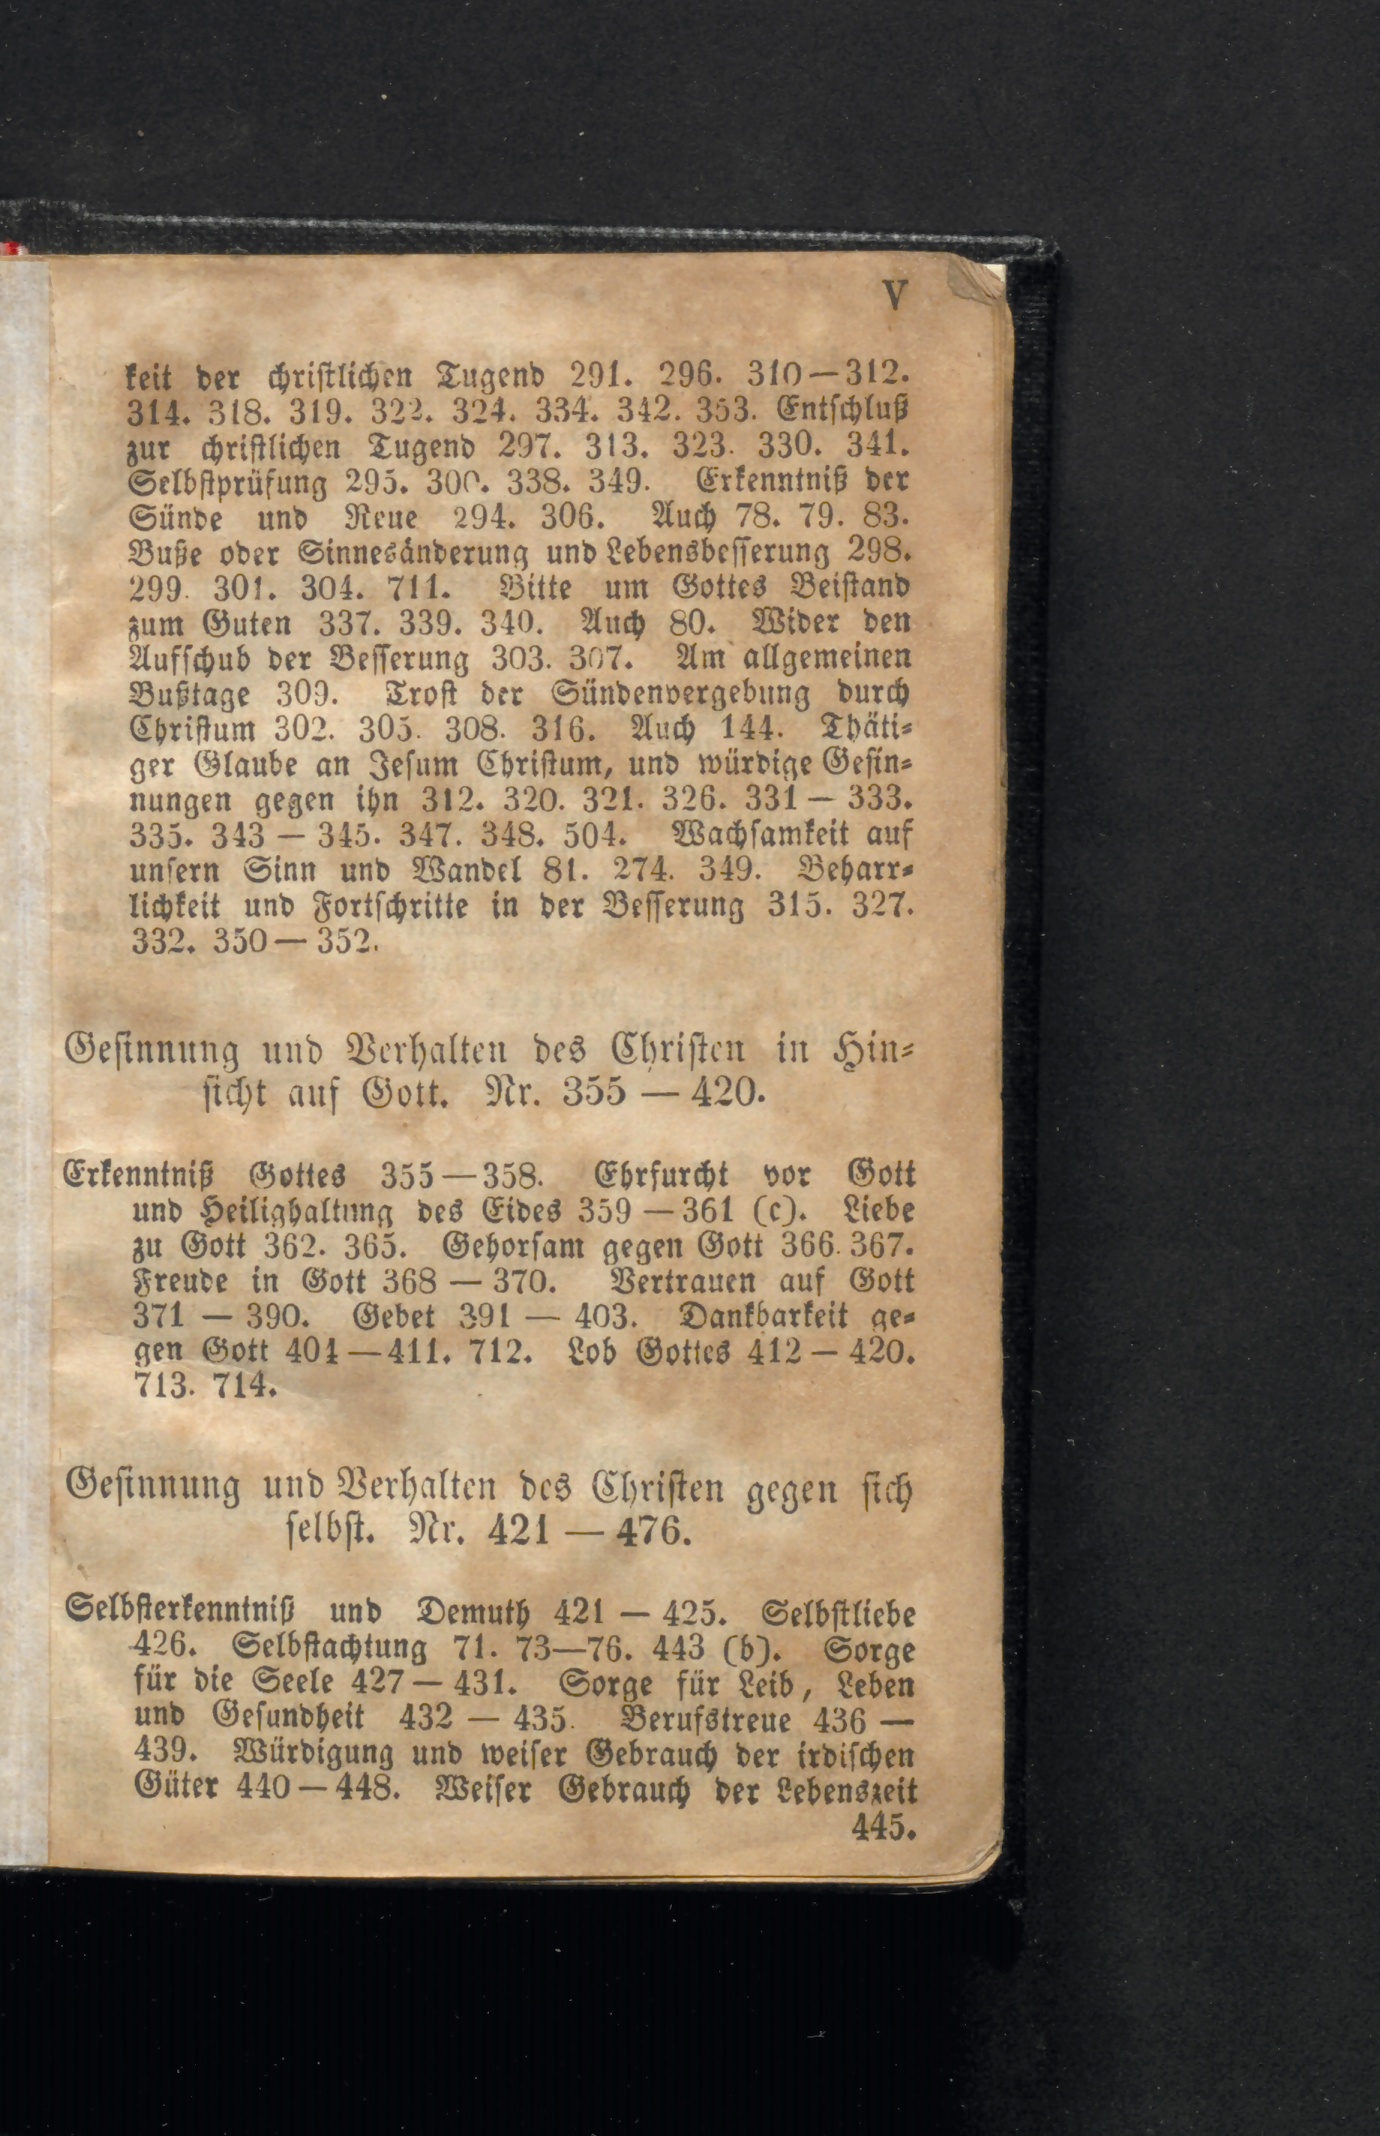 V
keit der christlichen Tugend 291. 296. 310 — 312.
314. 318. 319. 322. 324. 334. 342. 353. Entschluß
zur christlichen Tugend 297. 313. 323. 330. 341.
Selbstprüfung 295. 300. 338. 349. Erkenntniß der
Sünde und Reue 294. 306. Auch 78. 79. 83.
Buße oder Sinnesänderung und Lebensbesserung 298.
299. 301. 304. 711. Bitte um Gottes Beistand
zum Guten 337. 339. 340. Auch 80. Wider den
Aufschub der Besserung 303. 307. Am allgemeinen
Bußtage 309. Trost der Sündenvergebung durch
Christum 302. 305. 308. 316. Auch 144. Thäti-
ger Glaube an Jesum Christum, und würdige Gesin-
nungen gegen ihn 312. 320. 321. 326. 331 — 333.
335. 343 — 345. 347. 348. 504. Wachsamkeit auf
unsern Sinn und Wandel 81. 274. 349. Beharr-
lichkeit und Fortschritte in der Besserung 315. 327.
332. 350 — 352.
Gesinnung und Verhalten des Christen in Hin-
sicht auf Gott. Nr. 355 — 420.
Erkenntniß Gottes 355 — 358. Ehrfurcht vor Gott
und Heilighaltung des Eides 359 — 361 (c). Liebe
zu Gott 362. 365. Gehorsam gegen Gott 366. 367.
Freude in Gott 368 — 370. Vertrauen auf Gott
371 — 390. Gebet 391 — 403. Dankbarkeit ge-
gen Gott 404 — 411. 712. Lob Gottes 412 — 420.
713. 714.
Gesinnung und Verhalten des Christen gegen sich
selbst. Nr. 421 — 476.
Selbsterkenntniß und Demuth 421 — 425. Selbstliebe
426. Selbstachtung 71. 73—76. 443 (b). Sorge
für die Seele 427 — 431. Sorge für Leib, Leben
und Gesundheit 432 — 435. Berufstreue 436 —
439. Würdigung und weiser Gebrauch der irdischen
Güter 440 — 448. Weiser Gebrauch der Lebenszeit
445.